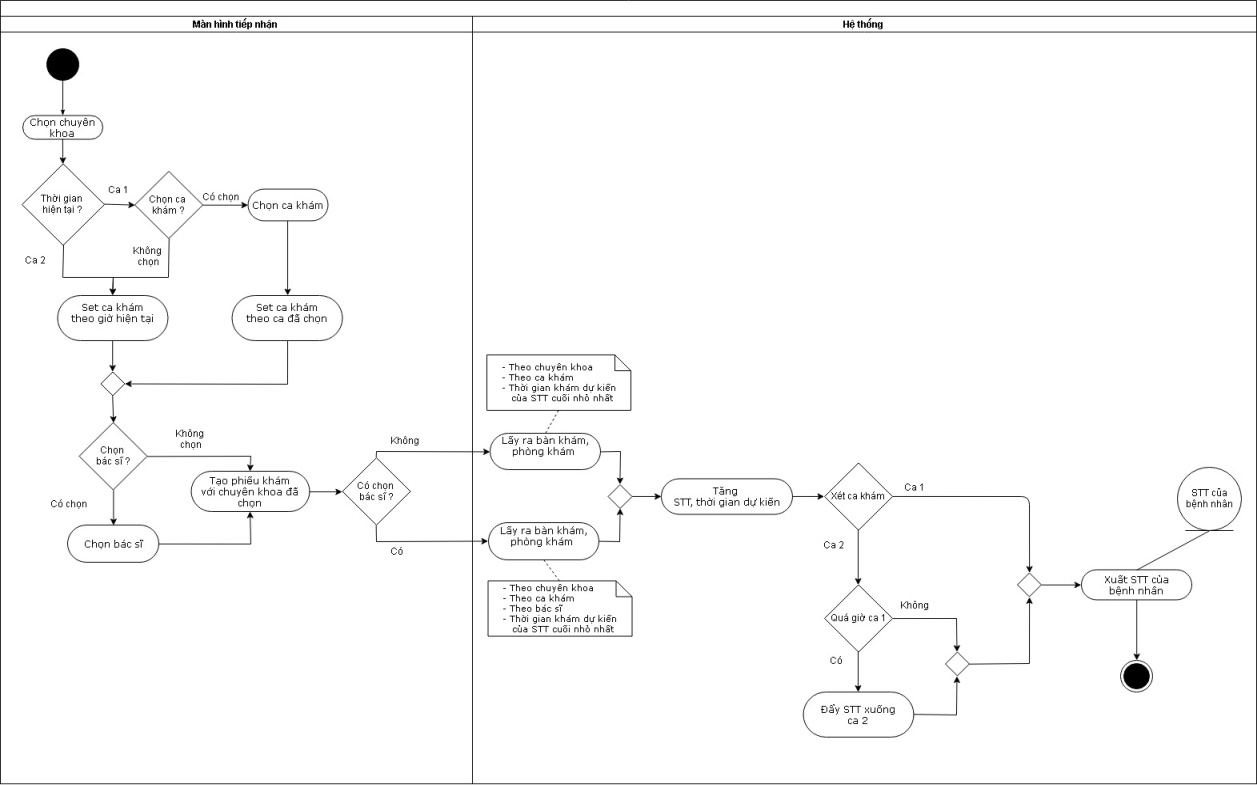 Màn hình tiếp nhận
Hệ thống
Chọn chuyên
khoa
Thời gian
hiện tại ?
Ca 1
Chọn ca
khám ?
Có chọn
Chọn ca khám
Ca 2
Không
chọn
Set ca khám
theo giờ hiện tại
Set ca khám
theo ca đã chọn
Chọn
bác sĩ ?
Không
chọn
Có chọn
Chọn bác sĩ
Tạo phiếu khám
với chuyên khoa đã
chọn
Có chọn
bác sĩ ?
Không
Có
- Theo chuyên khoa
- Theo ca khám
- Thời gian khám dự kiến
của STT cuối nhỏ nhất
Lấy ra bàn khám,
phòng khám
Lấy ra bàn khám,
phòng khám
- Theo chuyên khoa
- Theo ca khám
- Theo bác sĩ
- Thời gian khám dự kiến
của STT cuối nhỏ nhất
Tăng
STT, thời gian dự kiến
Xét ca khám
Ca 1
Ca 2
Quá giờ ca 1
Không
Có
Đẩy STT xuống
ca 2
STT của
bệnh nhân
Xuất STT của
bệnh nhân